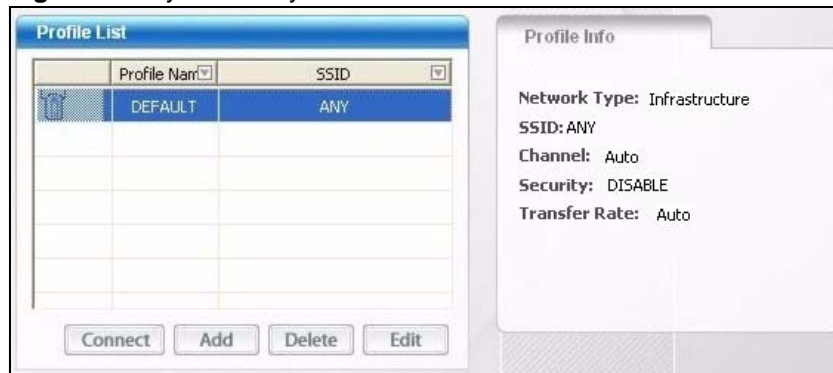 Profile List
Profile Nam
SSID
DEFAULT
ANY
Connect
Add
Delete
Edit
Profile Info
Network Type: Infrastructure
SSID: ANY
Channel: Auto
Security: DISABLE
Transfer Rate: Auto